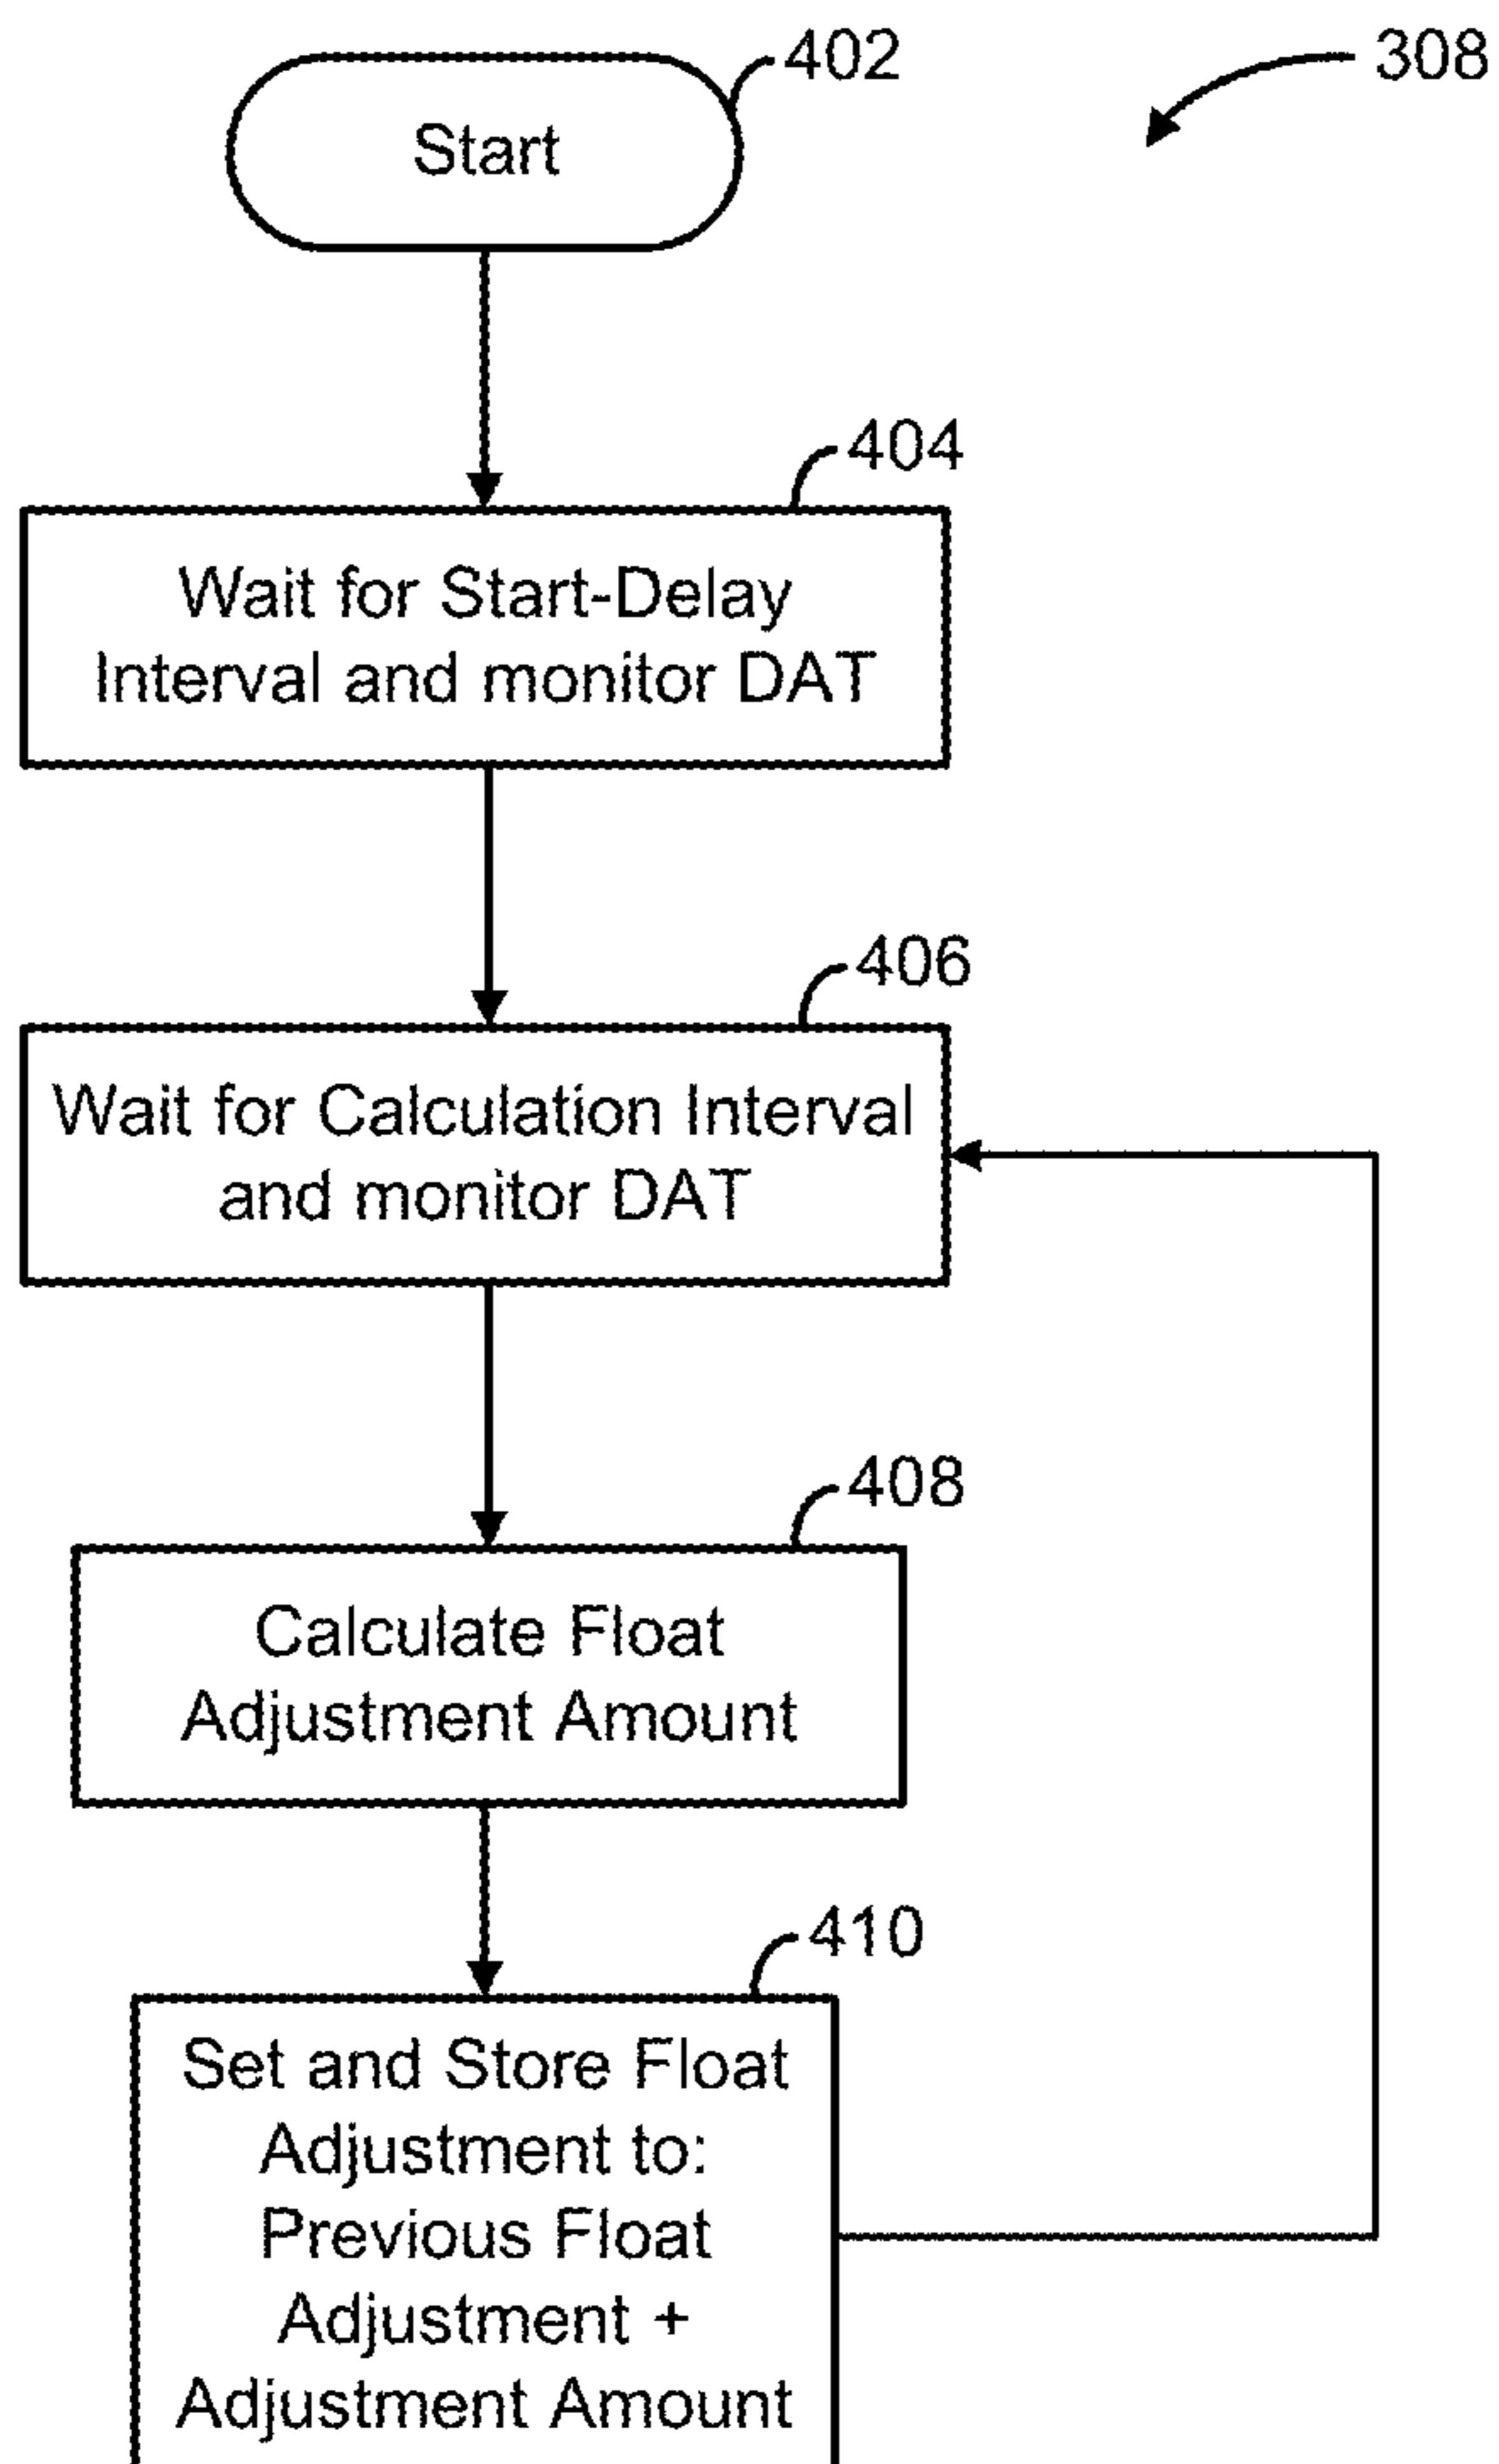 402
308
Start
404
Wait for Start-Delay
Interval and monitor DAT
406
Wait for Calculation Interval
and monitor DAT
408
Calculate Float
Adjustment Amount
410
Set and Store Float
Adjustment to:
Previous Float
Adjustment +
Adjustment Amount